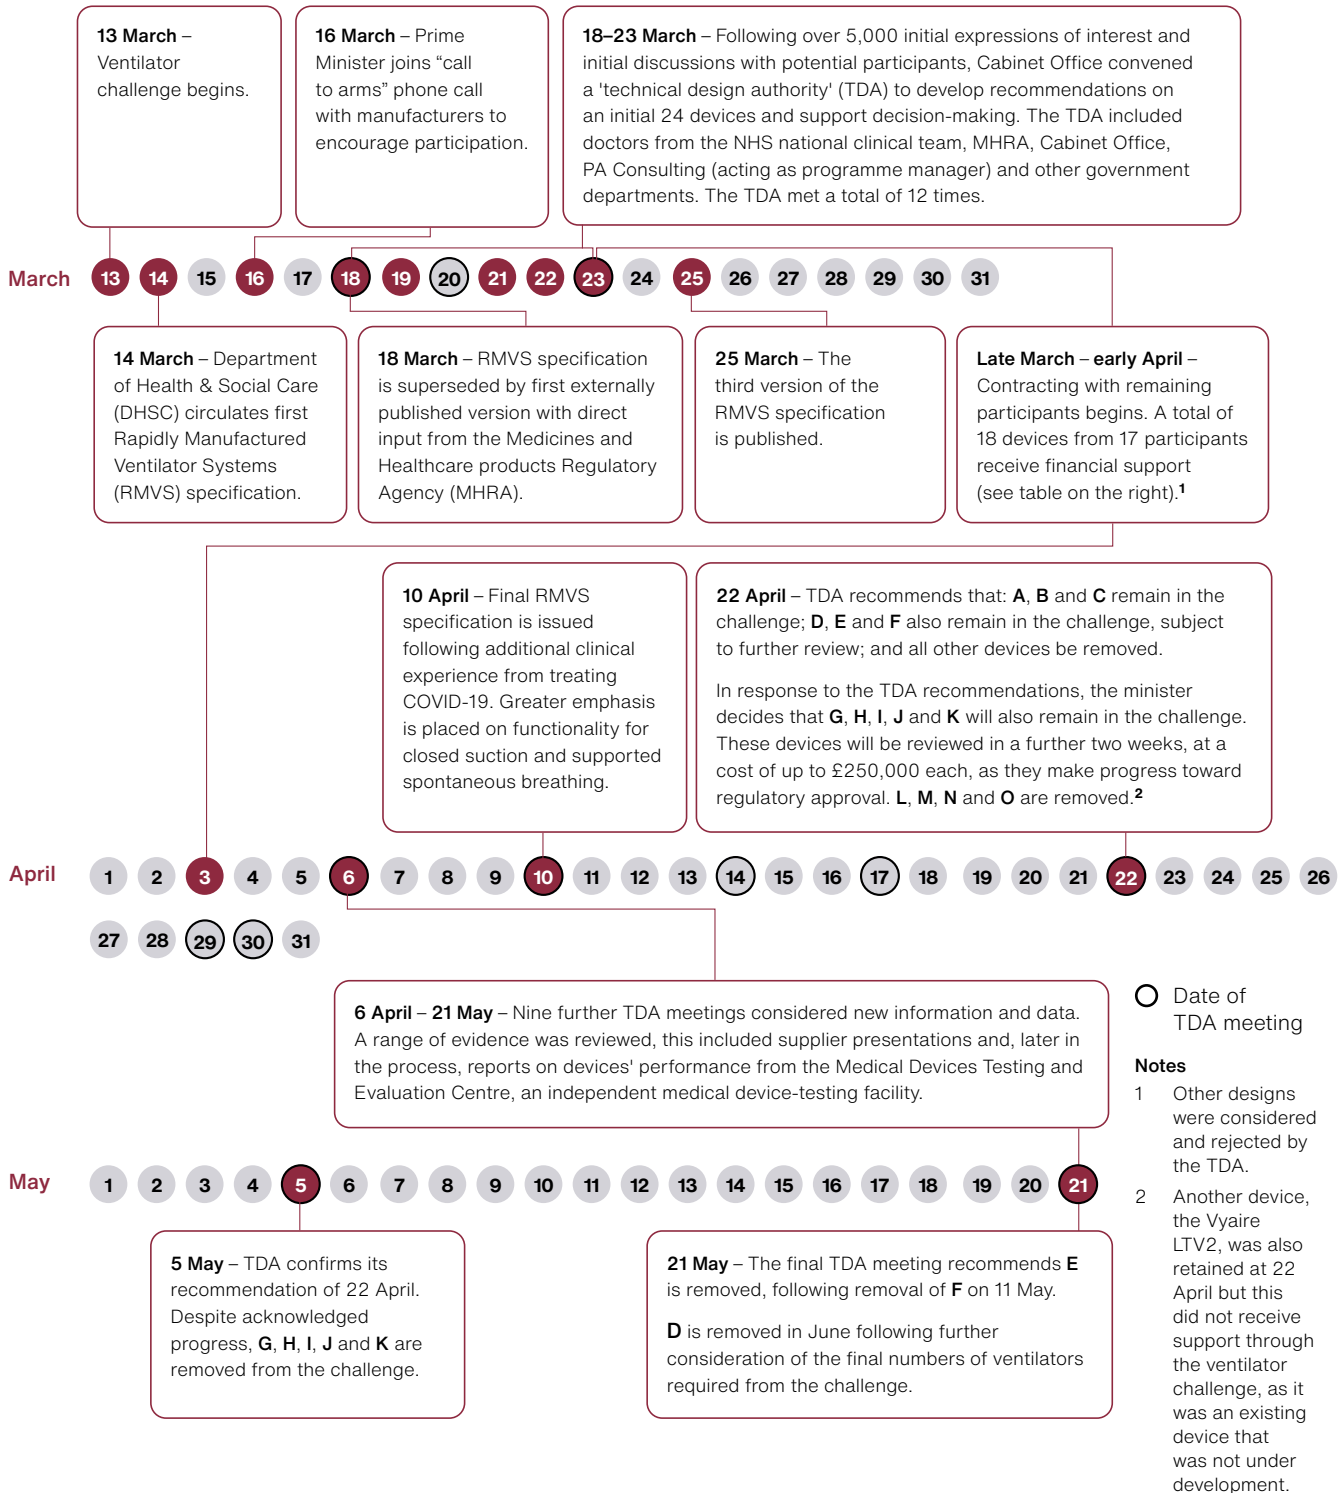 13 March –
Ventilator
challenge begins.
16 March – Prime
Minister joins “call
to arms” phone call
with manufacturers to
encourage participation.
18–23 March – Following over 5,000 initial expressions of interest and
initial discussions with potential participants, Cabinet Office convened
a 'technical design authority' (TDA) to develop recommendations on
an initial 24 devices and support decision-making. The TDA included
doctors from the NHS national clinical team, MHRA, Cabinet Office,
PA Consulting (acting as programme manager) and other government
departments. The TDA met a total of 12 times.
March 13 14 15 16 17 18 19 20 21 22 23 24 25 26 27 28 29 30 31
14 March – Department
of Health & Social Care
(DHSC) circulates first
Rapidly Manufactured
Ventilator Systems
(RMVS) specification.
18 March – RMVS specification
is superseded by first externally
published version with direct
input from the Medicines and
Healthcare products Regulatory
Agency (MHRA).
25 March – The
third version of the
RMVS specification
is published.
Late March – early April –
Contracting with remaining
participants begins. A total of
18 devices from 17 participants
receive financial support
(see table on the right).1
10 April – Final RMVS
specification is issued
following additional clinical
experience from treating
COVID-19. Greater emphasis
is placed on functionality for
closed suction and supported
spontaneous breathing.
22 April – TDA recommends that: A, B and C remain in the
challenge; D, E and F also remain in the challenge, subject
to further review; and all other devices be removed.
In response to the TDA recommendations, the minister
decides that G, H, I, J and K will also remain in the challenge.
These devices will be reviewed in a further two weeks, at a
cost of up to £250,000 each, as they make progress toward
regulatory approval. L, M, N and O are removed.2
April 1 2 3 4 5 6 7 8 9 10 11 12 13 14 15 16 17 18 19 20 21 22 23 24 25 26
27 28 29 30 31
6 April – 21 May – Nine further TDA meetings considered new information and data.
A range of evidence was reviewed, this included supplier presentations and, later in
the process, reports on devices' performance from the Medical Devices Testing and
Evaluation Centre, an independent medical device-testing facility.
Date of
TDA meeting
Notes
1 Other designs
were considered
and rejected by
the TDA.
2 Another device,
the Vyaire
LTV2, was also
retained at 22
April but this
did not receive
support through
the ventilator
challenge, as it
was an existing
device that
was not under
development.
May 1 2 3 4 5 6 7 8 9 10 11 12 13 14 15 16 17 18 19 20 21
5 May – TDA confirms its
recommendation of 22 April.
Despite acknowledged
progress, G, H, I, J and K are
removed from the challenge.
21 May – The final TDA meeting recommends E
is removed, following removal of F on 11 May.
D is removed in June following further
consideration of the final numbers of ventilators
required from the challenge.